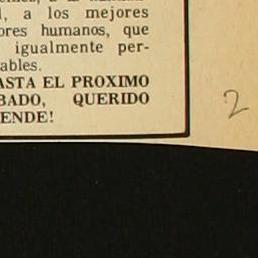 l, a los mejores
ores humanos, que
igualmente per-
ables.
ASTA EL PROXIMO
BADO, QUERIDO
ENDE!
2